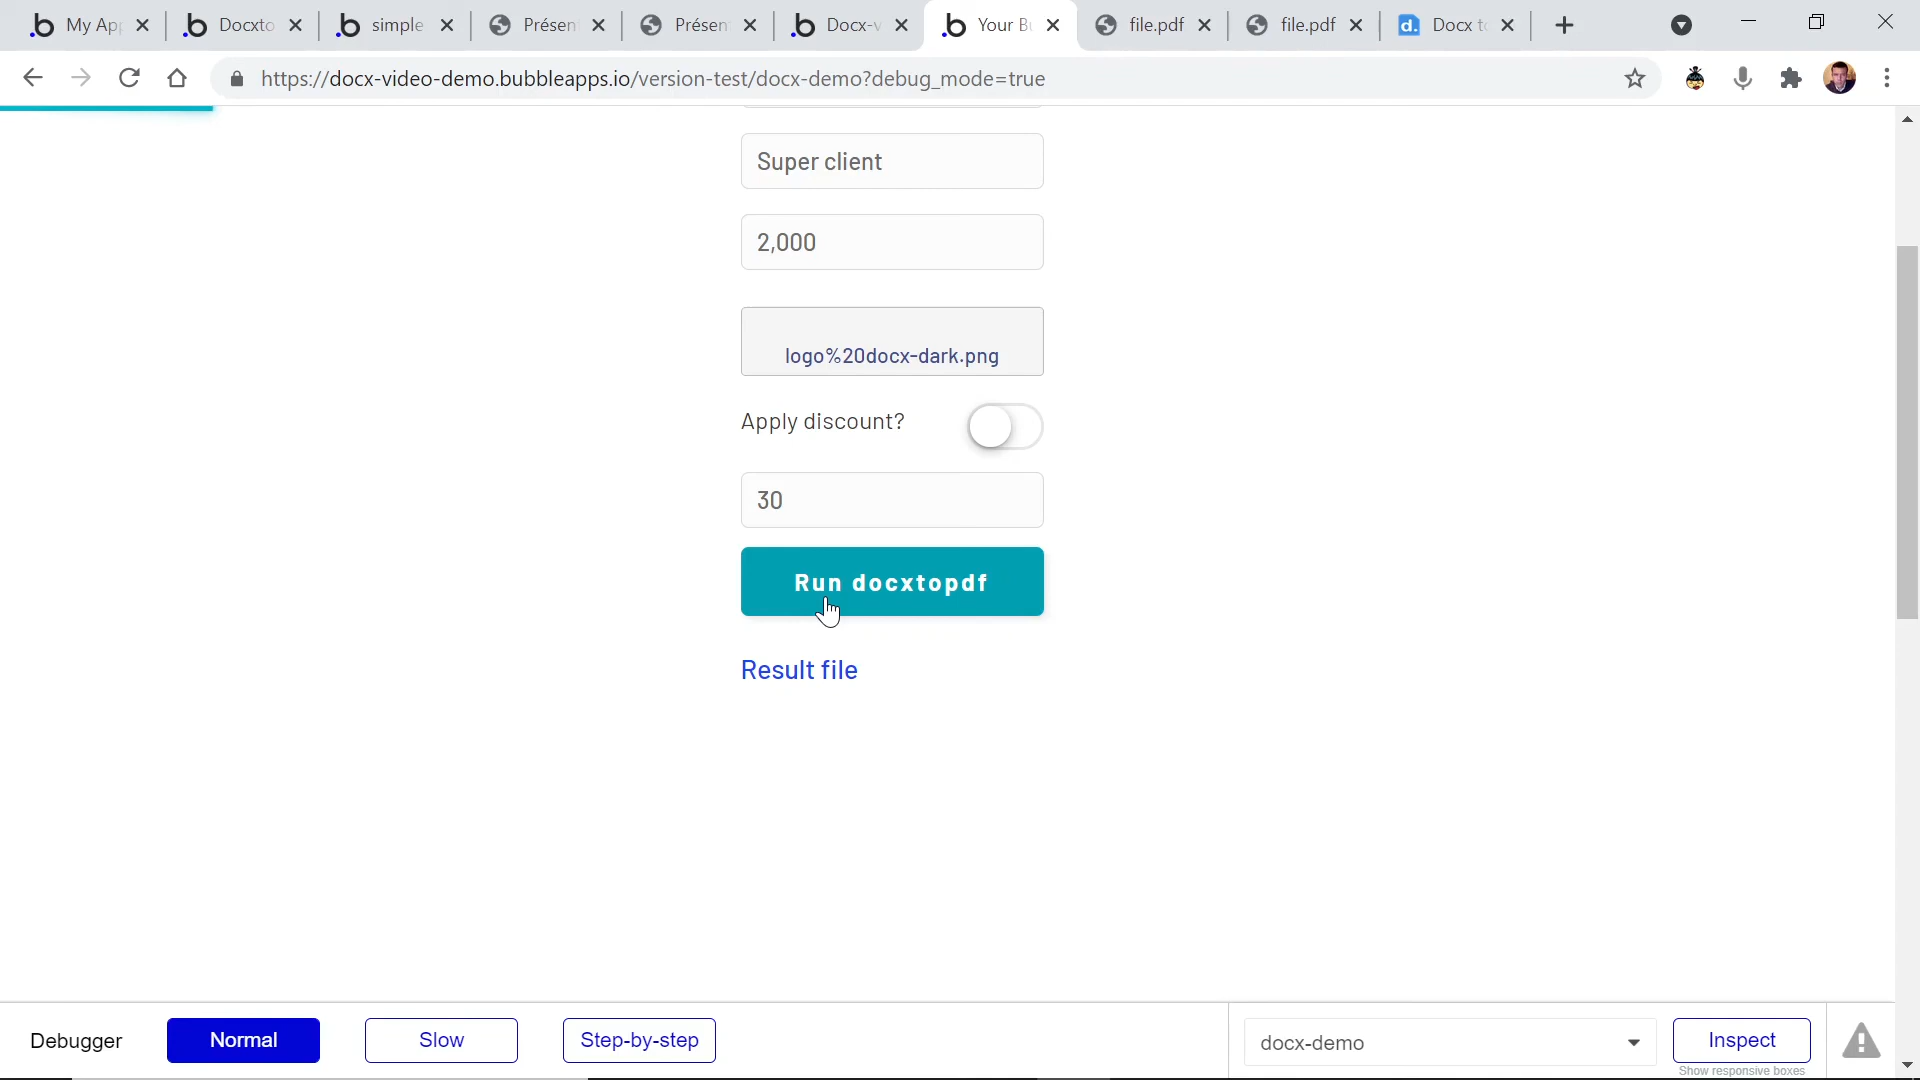 My Ap
Docxto
simple
Présen
Présen
Docx-v
Your B
file.pdf
file.pdf
Docx to
https://docx-video-demo.bubbleapps.io/version-test/docx-demo?debug_mode=true
Super client
2,000
logo%20docx-dark.png
Apply discount?
30
Run docxtopdf
Result file
Debugger
Normal
Slow
Step-by-step
docx-demo
Inspect
Show responsive boxes